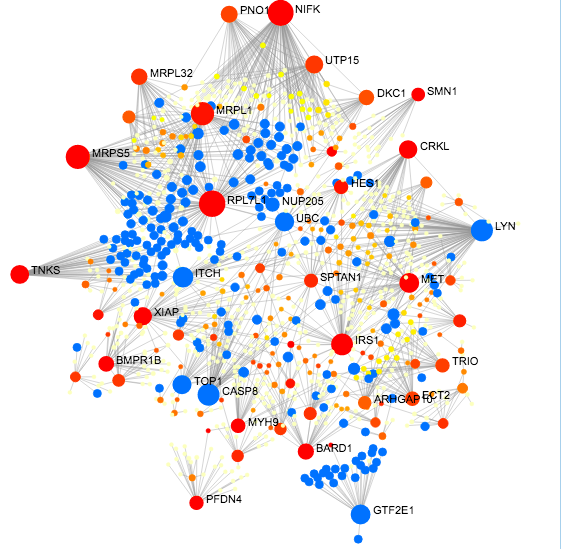 PNO1
NIFK
UTP15
MRPL32
DKC1
SMN1
MRPL1
CRKL
MRPS5
HES1
RPL7L1
NUP205
UBC
LYN
TNKS
ITCH
SPTAN1
MET
XIAP
IRS1
BMPR1B
TRIO
TOP1
CASP8
ARHGAP10
ECT2
MYH9
BARD1
PFDN4
GTF2E1